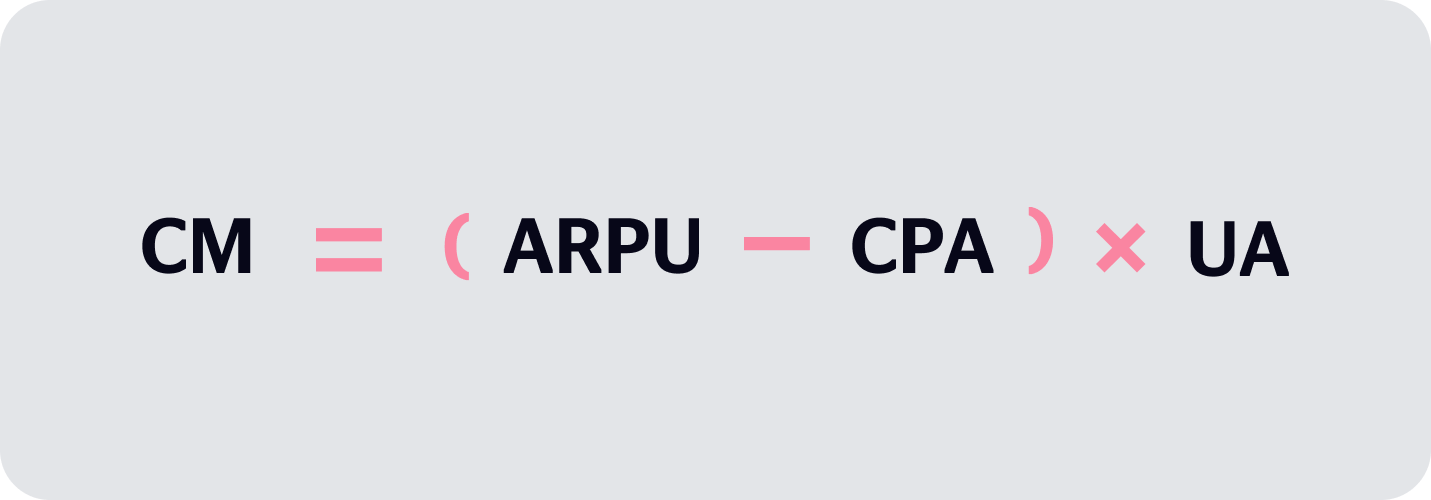 CM = ( ARPU — CPA ) × UA